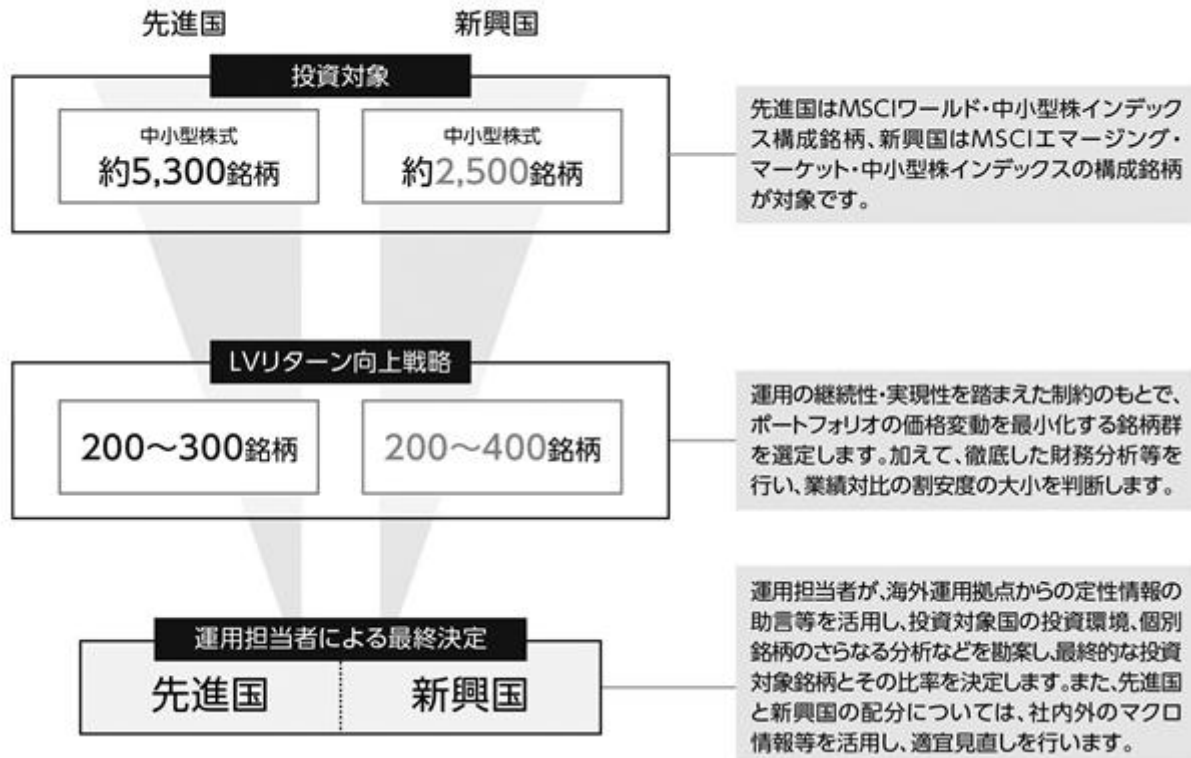 先進国
新興国
投資対象
中小型株式
約5,300銘柄
中小型株式
約2,500銘柄
先進国はMSCIワールド・中小型株インデック
ス構成銘柄、新興国はMSCIエマージング・
マーケット・中小型株インデックスの構成銘柄
が対象です。
LVリターン向上戦略
200〜300銘柄
200〜400銘柄
運用の継続性・実現性を踏まえた制約のもとで、
ポートフォリオの価格変動を最小化する銘柄群
を選定します。加えて、徹底した財務分析等を
行い、業績対比の割安度の大小を判断します。
運用担当者による最終決定
先進国
新興国
運用担当者が、海外運用拠点からの定性情報の
助言等を活用し、投資対象国の投資環境、個別
銘柄のさらなる分析などを勘案し、最終的な投資
対象銘柄とその比率を決定します。また、先進国
と新興国の配分については、社内外のマクロ
情報等を活用し、適宜見直しを行います。